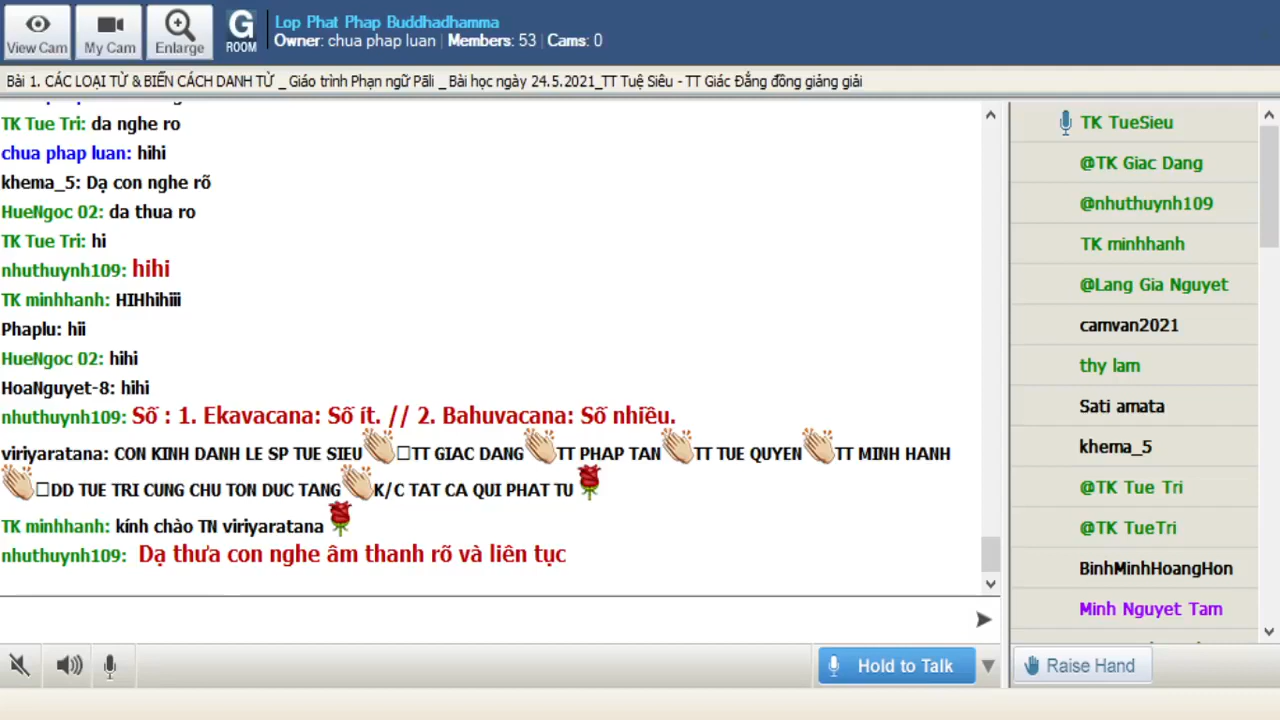 View Cam
My Cam
Enlarge
G
ROOM
Lop Phat Phap Buddhadhamma
Owner: chua phap luan | Members: 53 | Cams: 0
Bài 1. CÁC LOẠI TỪ & BIẾN CÁCH DANH TỪ _ Giáo trình Phạn ngữ Pāli _ Bài học ngày 24.5.2021_TT Tuệ Siêu - TT Giác Đẳng đồng giảng giải
TK Tue Tri: da nghe ro
chua phap luan: hihi
khema_5: Dạ con nghe rõ
HueNgoc 02: da thua ro
TK Tue Tri: hi
nhuthuynh109: hihi
TK minhhanh: HIHhihiii
Phaplu: hii
HueNgoc 02: hihi
HoaNguyet-8: hihi
nhuthuynh109: Số : 1. Ekavacana: Số ít. // 2. Bahuvacana: Số nhiều.
viriyaratana: CON KINH DANH LE SP TUE SIEU TT GIAC DANG TT PHAP TAN TT TUE QUYEN TT MINH HANH
DD TUE TRI CUNG CHU TON DUC TANG K/C TAT CA QUI PHAT TU
TK minhhanh: kính chào TN viriyaratana
nhuthuynh109: Dạ thưa con nghe âm thanh rõ và liên tục
TK TueSieu
@TK Giac Dang
@nhuthuynh109
TK minhhanh
@Lang Gia Nguyet
camvan2021
thy lam
Sati amata
khema_5
@TK Tue Tri
@TK TueTri
BinhMinhHoangHon
Minh Nguyet Tam
Hold to Talk
Raise Hand